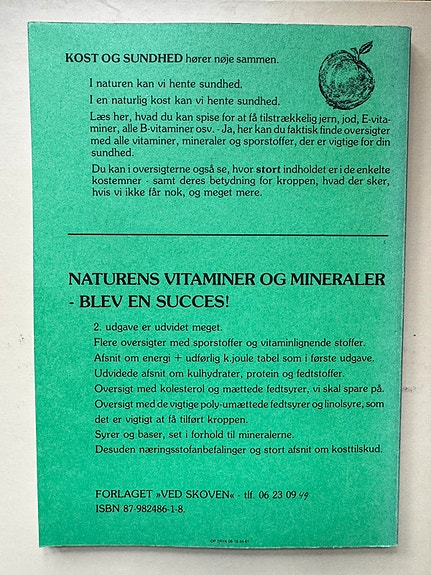 KOST OG SUNDHED hører nøje sammen.
I naturen kan vi hente sundhed.
I en naturlig kost kan vi hente sundhed.
Læs her, hvad du kan spise for at få tilstrækkelig jern, jod, E-vita-
miner, alle B-vitaminer osv. - Ja, her kan du faktisk finde oversigter
med alle vitaminer, mineraler og sporstoffer, der er vigtige for din
sundhed.
Du kan i oversigterne også se, hvor stort indholdet er i de enkelte
kostemner - samt deres betydning for kroppen, hvad der sker,
hvis vi ikke får nok, og meget mere.
NATURENS VITAMINER OG MINERALER
- BLEV EN SUCCES!
2. udgave er udvidet meget.
Flere oversigter med sporstoffer og vitaminlignende stoffer.
Afsnit om energi + udførlig k.joule tabel som i første udgave.
Udvidede afsnit om kulhydrater, protein og fedtstoffer.
Oversigt med kolesterol og mættede fedtsyrer, vi skal spare på.
Oversigt med de vigtige poly-umættede fedtsyrer og linolsyre, som
det er vigtigt at få tilført kroppen.
Syrer og baser, set i forhold til mineralerne.
Desuden næringsstofanbefalinger og stort afsnit om kosttilskud.
FORLAGET »VED SKOVEN« - tlf. 06 23 09 49
ISBN 87-982486-1-8.